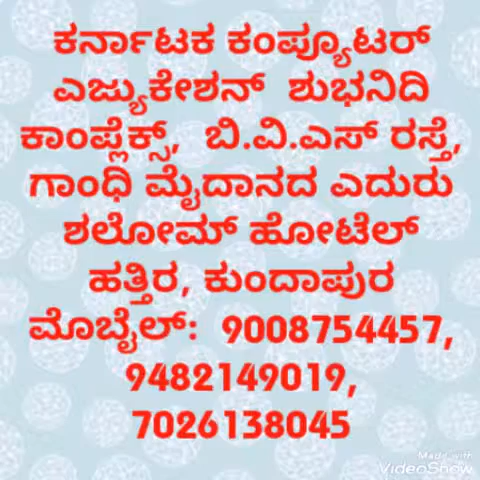 ಕರ್ನಾಟಕ ಕಂಪ್ಯೂಟರ್
ಎಜ್ಯುಕೇಶನ್ ಶುಭನಿದಿ
ಕಾಂಪ್ಲೆಕ್ಸ್, ಬಿ.ವಿ.ಎಸ್ ರಸ್ತೆ,
ಗಾಂಧಿ ಮೈದಾನದ ಎದುರು
ಶಲೋಮ್ ಹೋಟೆಲ್
ಹತ್ತಿರ, ಕುಂದಾಪುರ
ಮೊಬೈಲ್: 9008754457,
9482149019,
7026138045
Made with
VideoShow